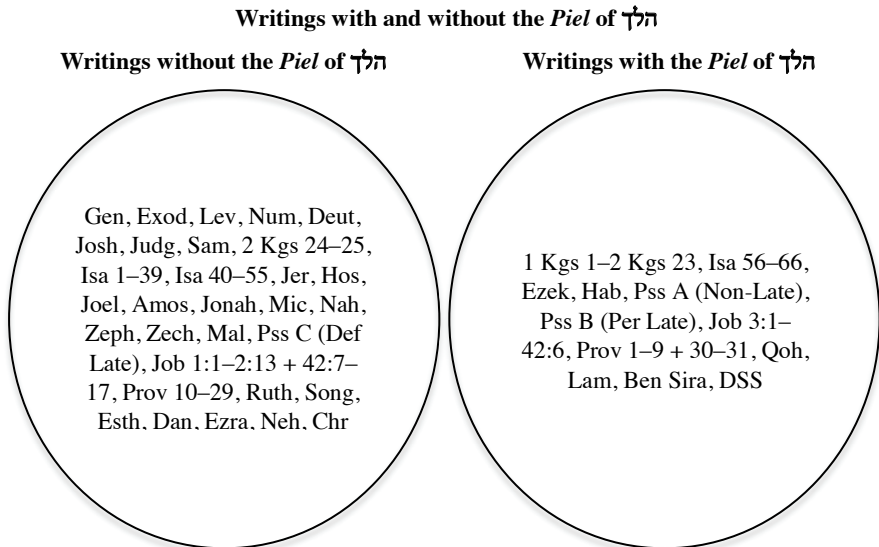 Writings with and without the Piel of הלך
Writings without the Piel of הלך
Writings with the Piel of הלך
Gen, Exod, Lev, Num, Deut,
Josh, Judg, Sam, 2 Kgs 24–25,
Isa 1–39, Isa 40–55, Jer, Hos,
Joel, Amos, Jonah, Mic, Nah,
Zeph, Zech, Mal, Pss C (Def
Late), Job 1:1–2:13 + 42:7–
17, Prov 10–29, Ruth, Song,
Esth, Dan, Ezra, Neh, Chr
1 Kgs 1–2 Kgs 23, Isa 56–66,
Ezek, Hab, Pss A (Non-Late),
Pss B (Per Late), Job 3:1–
42:6, Prov 1–9 + 30–31, Qoh,
Lam, Ben Sira, DSS